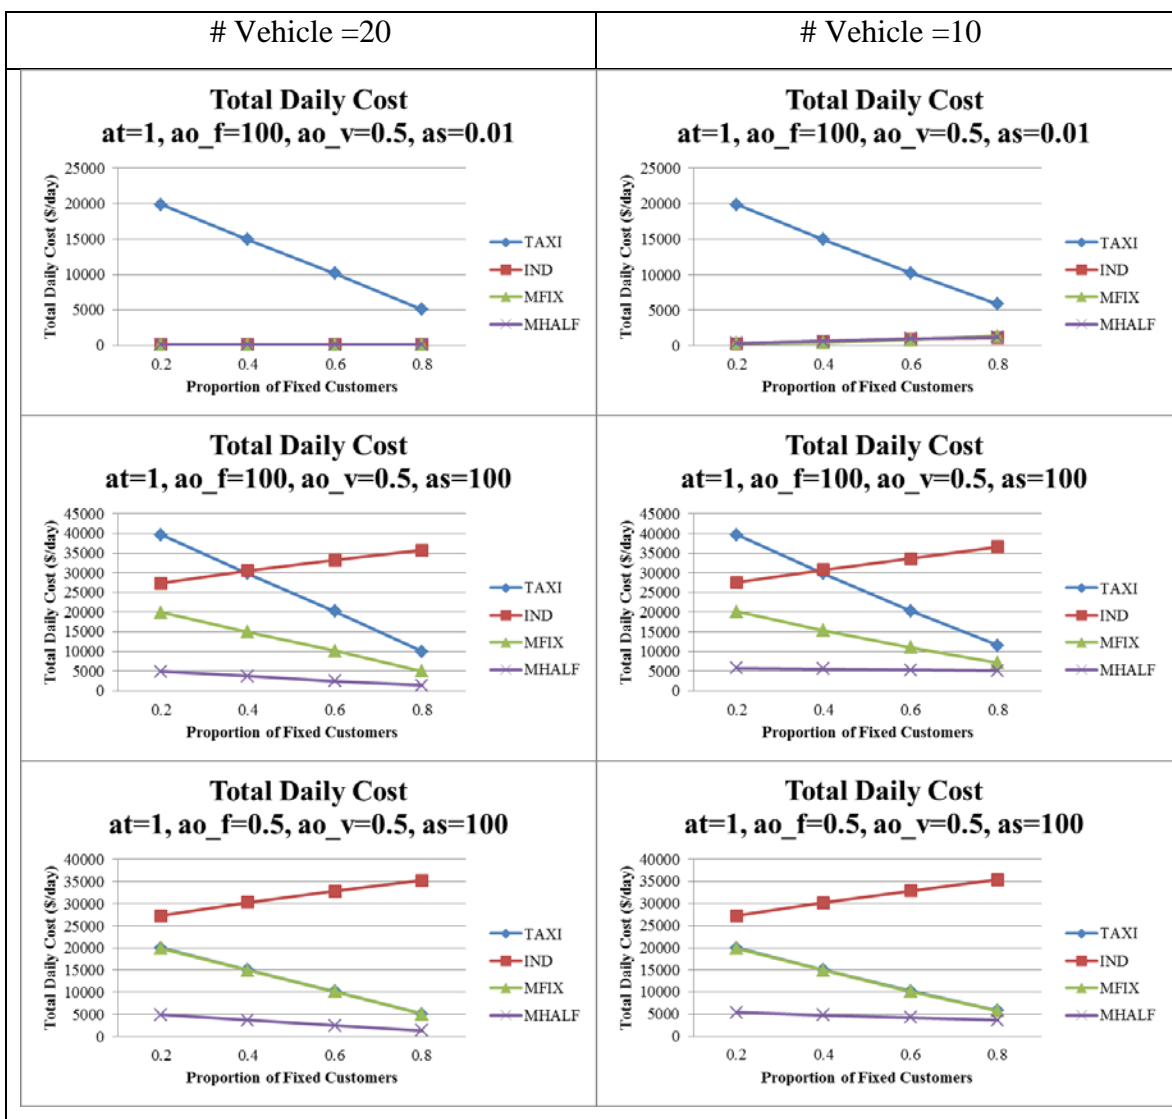 # Vehicle =20
# Vehicle =10
Total Daily Cost
at=1, ao_f=100, ao_v=0.5, as=0.01
Total Daily Cost ($/day)
25000
20000
15000
10000
5000
0
0.2 0.4 0.6 0.8
Proportion of Fixed Customers
TAXI
IND
MFIX
MHALF
Total Daily Cost
at=1, ao_f=100, ao_v=0.5, as=0.01
Total Daily Cost ($/day)
25000
20000
15000
10000
5000
0
0.2 0.4 0.6 0.8
Proportion of Fixed Customers
TAXI
IND
MFIX
MHALF
Total Daily Cost
at=1, ao_f=100, ao_v=0.5, as=100
Total Daily Cost ($/day)
45000
40000
35000
30000
25000
20000
15000
10000
5000
0
0.2 0.4 0.6 0.8
Proportion of Fixed Customers
TAXI
IND
MFIX
MHALF
Total Daily Cost
at=1, ao_f=100, ao_v=0.5, as=100
Total Daily Cost ($/day)
45000
40000
35000
30000
25000
20000
15000
10000
5000
0
0.2 0.4 0.6 0.8
Proportion of Fixed Customers
TAXI
IND
MFIX
MHALF
Total Daily Cost
at=1, ao_f=0.5, ao_v=0.5, as=100
Total Daily Cost ($/day)
40000
35000
30000
25000
20000
15000
10000
5000
0
0.2 0.4 0.6 0.8
Proportion of Fixed Customers
TAXI
IND
MFIX
MHALF
Total Daily Cost
at=1, ao_f=0.5, ao_v=0.5, as=100
Total Daily Cost ($/day)
40000
35000
30000
25000
20000
15000
10000
5000
0
0.2 0.4 0.6 0.8
Proportion of Fixed Customers
TAXI
IND
MFIX
MHALF